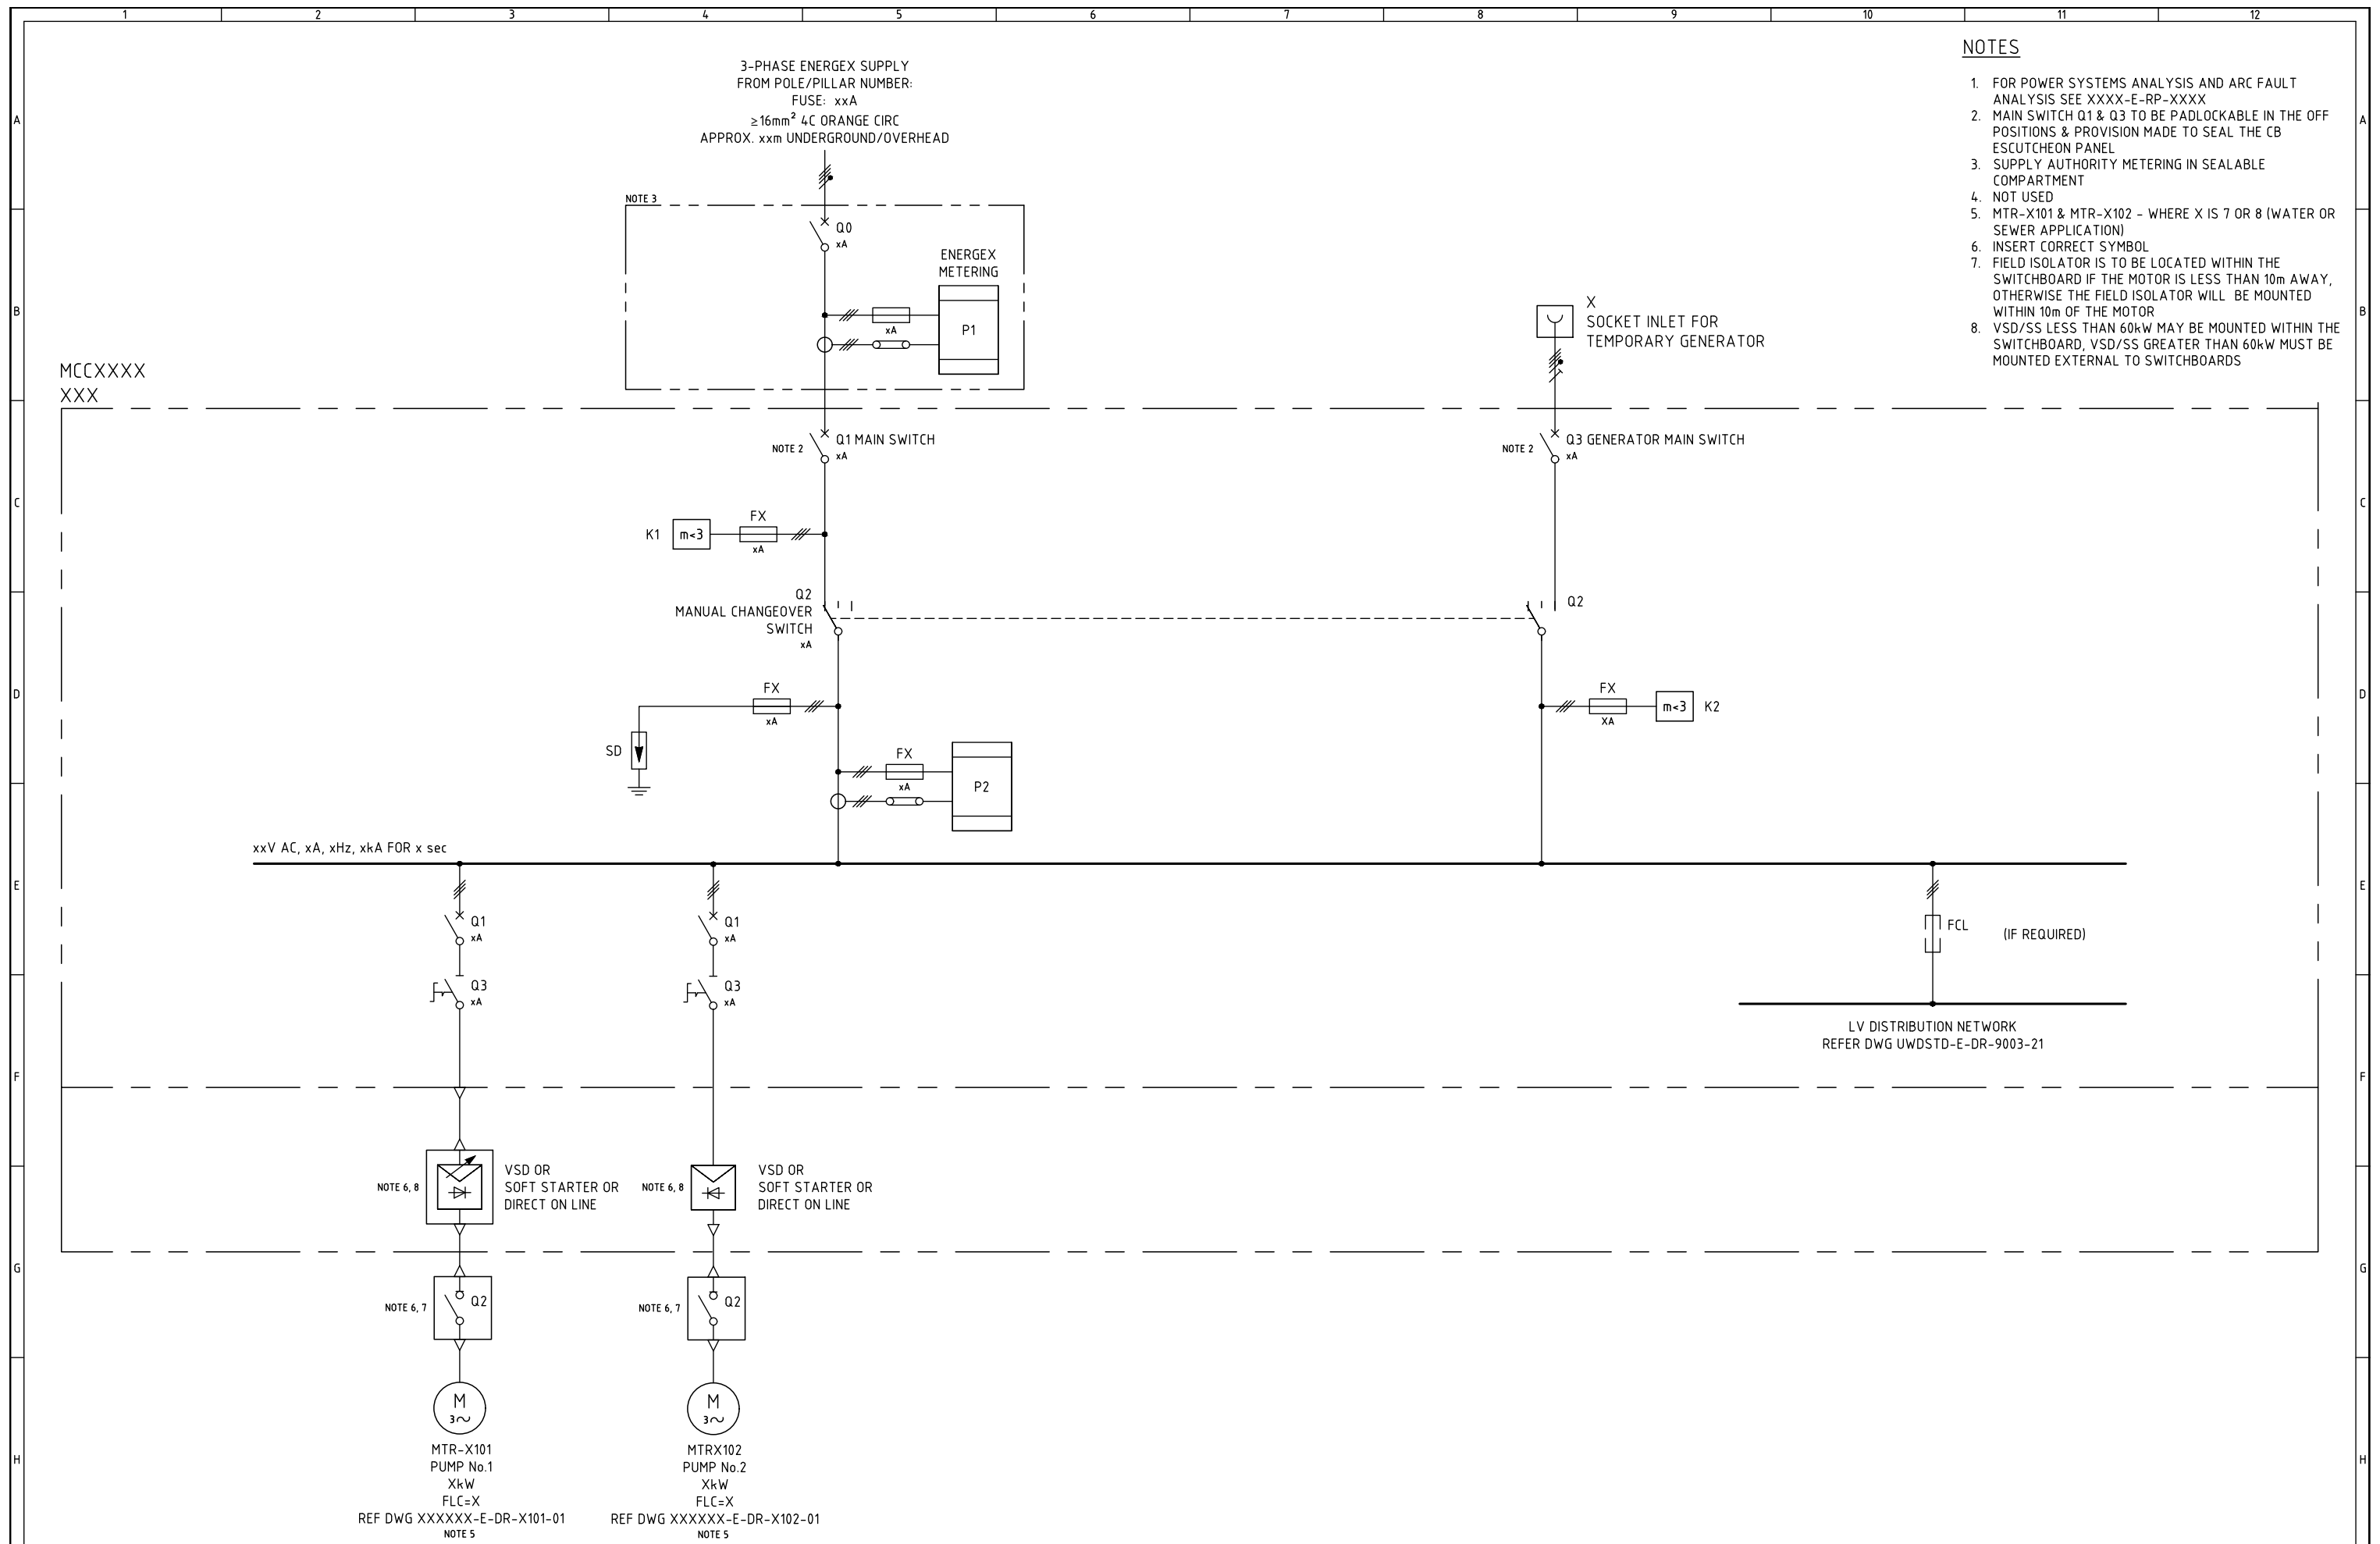 1 2 3 4 5 6 7 8 9 10 11 12
NOTES
1. FOR POWER SYSTEMS ANALYSIS AND ARC FAULT
ANALYSIS SEE XXXX-E-RP-XXXX
2. MAIN SWITCH Q1 & Q3 TO BE PADLOCKABLE IN THE OFF
POSITIONS & PROVISION MADE TO SEAL THE CB
ESCUTCHEON PANEL
3. SUPPLY AUTHORITY METERING IN SEALABLE
COMPARTMENT
4. NOT USED
5. MTR-X101 & MTR-X102 - WHERE X IS 7 OR 8 (WATER OR
SEWER APPLICATION)
6. INSERT CORRECT SYMBOL
7. FIELD ISOLATOR IS TO BE LOCATED WITHIN THE
SWITCHBOARD IF THE MOTOR IS LESS THAN 10m AWAY,
OTHERWISE THE FIELD ISOLATOR WILL BE MOUNTED
WITHIN 10m OF THE MOTOR
8. VSD/SS LESS THAN 60kW MAY BE MOUNTED WITHIN THE
SWITCHBOARD, VSD/SS GREATER THAN 60kW MUST BE
MOUNTED EXTERNAL TO SWITCHBOARDS
3-PHASE ENERGEX SUPPLY
FROM POLE/PILLAR NUMBER:
FUSE: xxA
≥16mm² 4C ORANGE CIRC
APPROX. xxm UNDERGROUND/OVERHEAD
A A
NOTE 3
Q0
xA
ENERGEX
METERING
P1
xA
B B
X
SOCKET INLET FOR
TEMPORARY GENERATOR
MCCXXXX
XXX
Q1 MAIN SWITCH
NOTE 2
xA
Q3 GENERATOR MAIN SWITCH
NOTE 2
xA
C C
K1
m<3
FX
xA
Q2
MANUAL CHANGEOVER
SWITCH
xA
Q2
D D
FX
xA
SD
FX
xA
P2
FX
XA
m<3
K2
xxV AC, xA, xHz, xkA FOR x sec
E E
Q1
xA
Q1
xA
Q3
xA
Q3
xA
FCL
(IF REQUIRED)
LV DISTRIBUTION NETWORK
REFER DWG UWDSTD-E-DR-9003-21
F F
NOTE 6, 8
VSD OR
SOFT STARTER OR
DIRECT ON LINE
NOTE 6, 8
VSD OR
SOFT STARTER OR
DIRECT ON LINE
G G
NOTE 6, 7
Q2
NOTE 6, 7
Q2
M
3~
M
3~
H H
MTR-X101
PUMP No.1
XkW
FLC=X
REF DWG XXXXXX-E-DR-X101-01
NOTE 5
MTRX102
PUMP No.2
XkW
FLC=X
REF DWG XXXXXX-E-DR-X102-01
NOTE 5